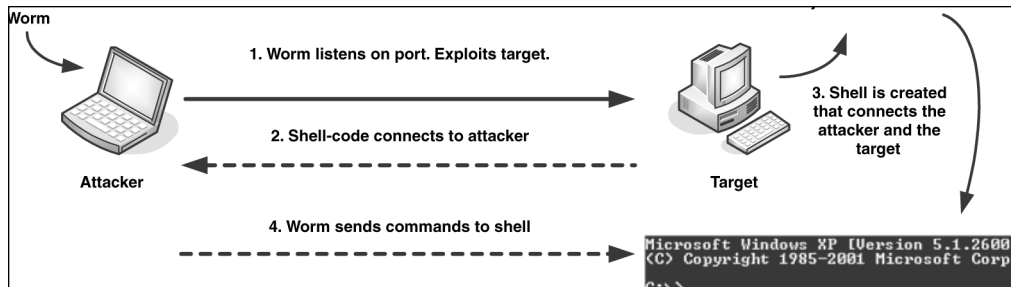 Worm
1. Worm listens on port. Exploits target.
3. Shell is created
that connects the
attacker and the
target
2. Shell-code connects to attacker
Attacker
Target
4. Worm sends commands to shell
Microsoft Windows XP [Version 5.1.2600
(C) Copyright 1985-2001 Microsoft Corp
C:\>